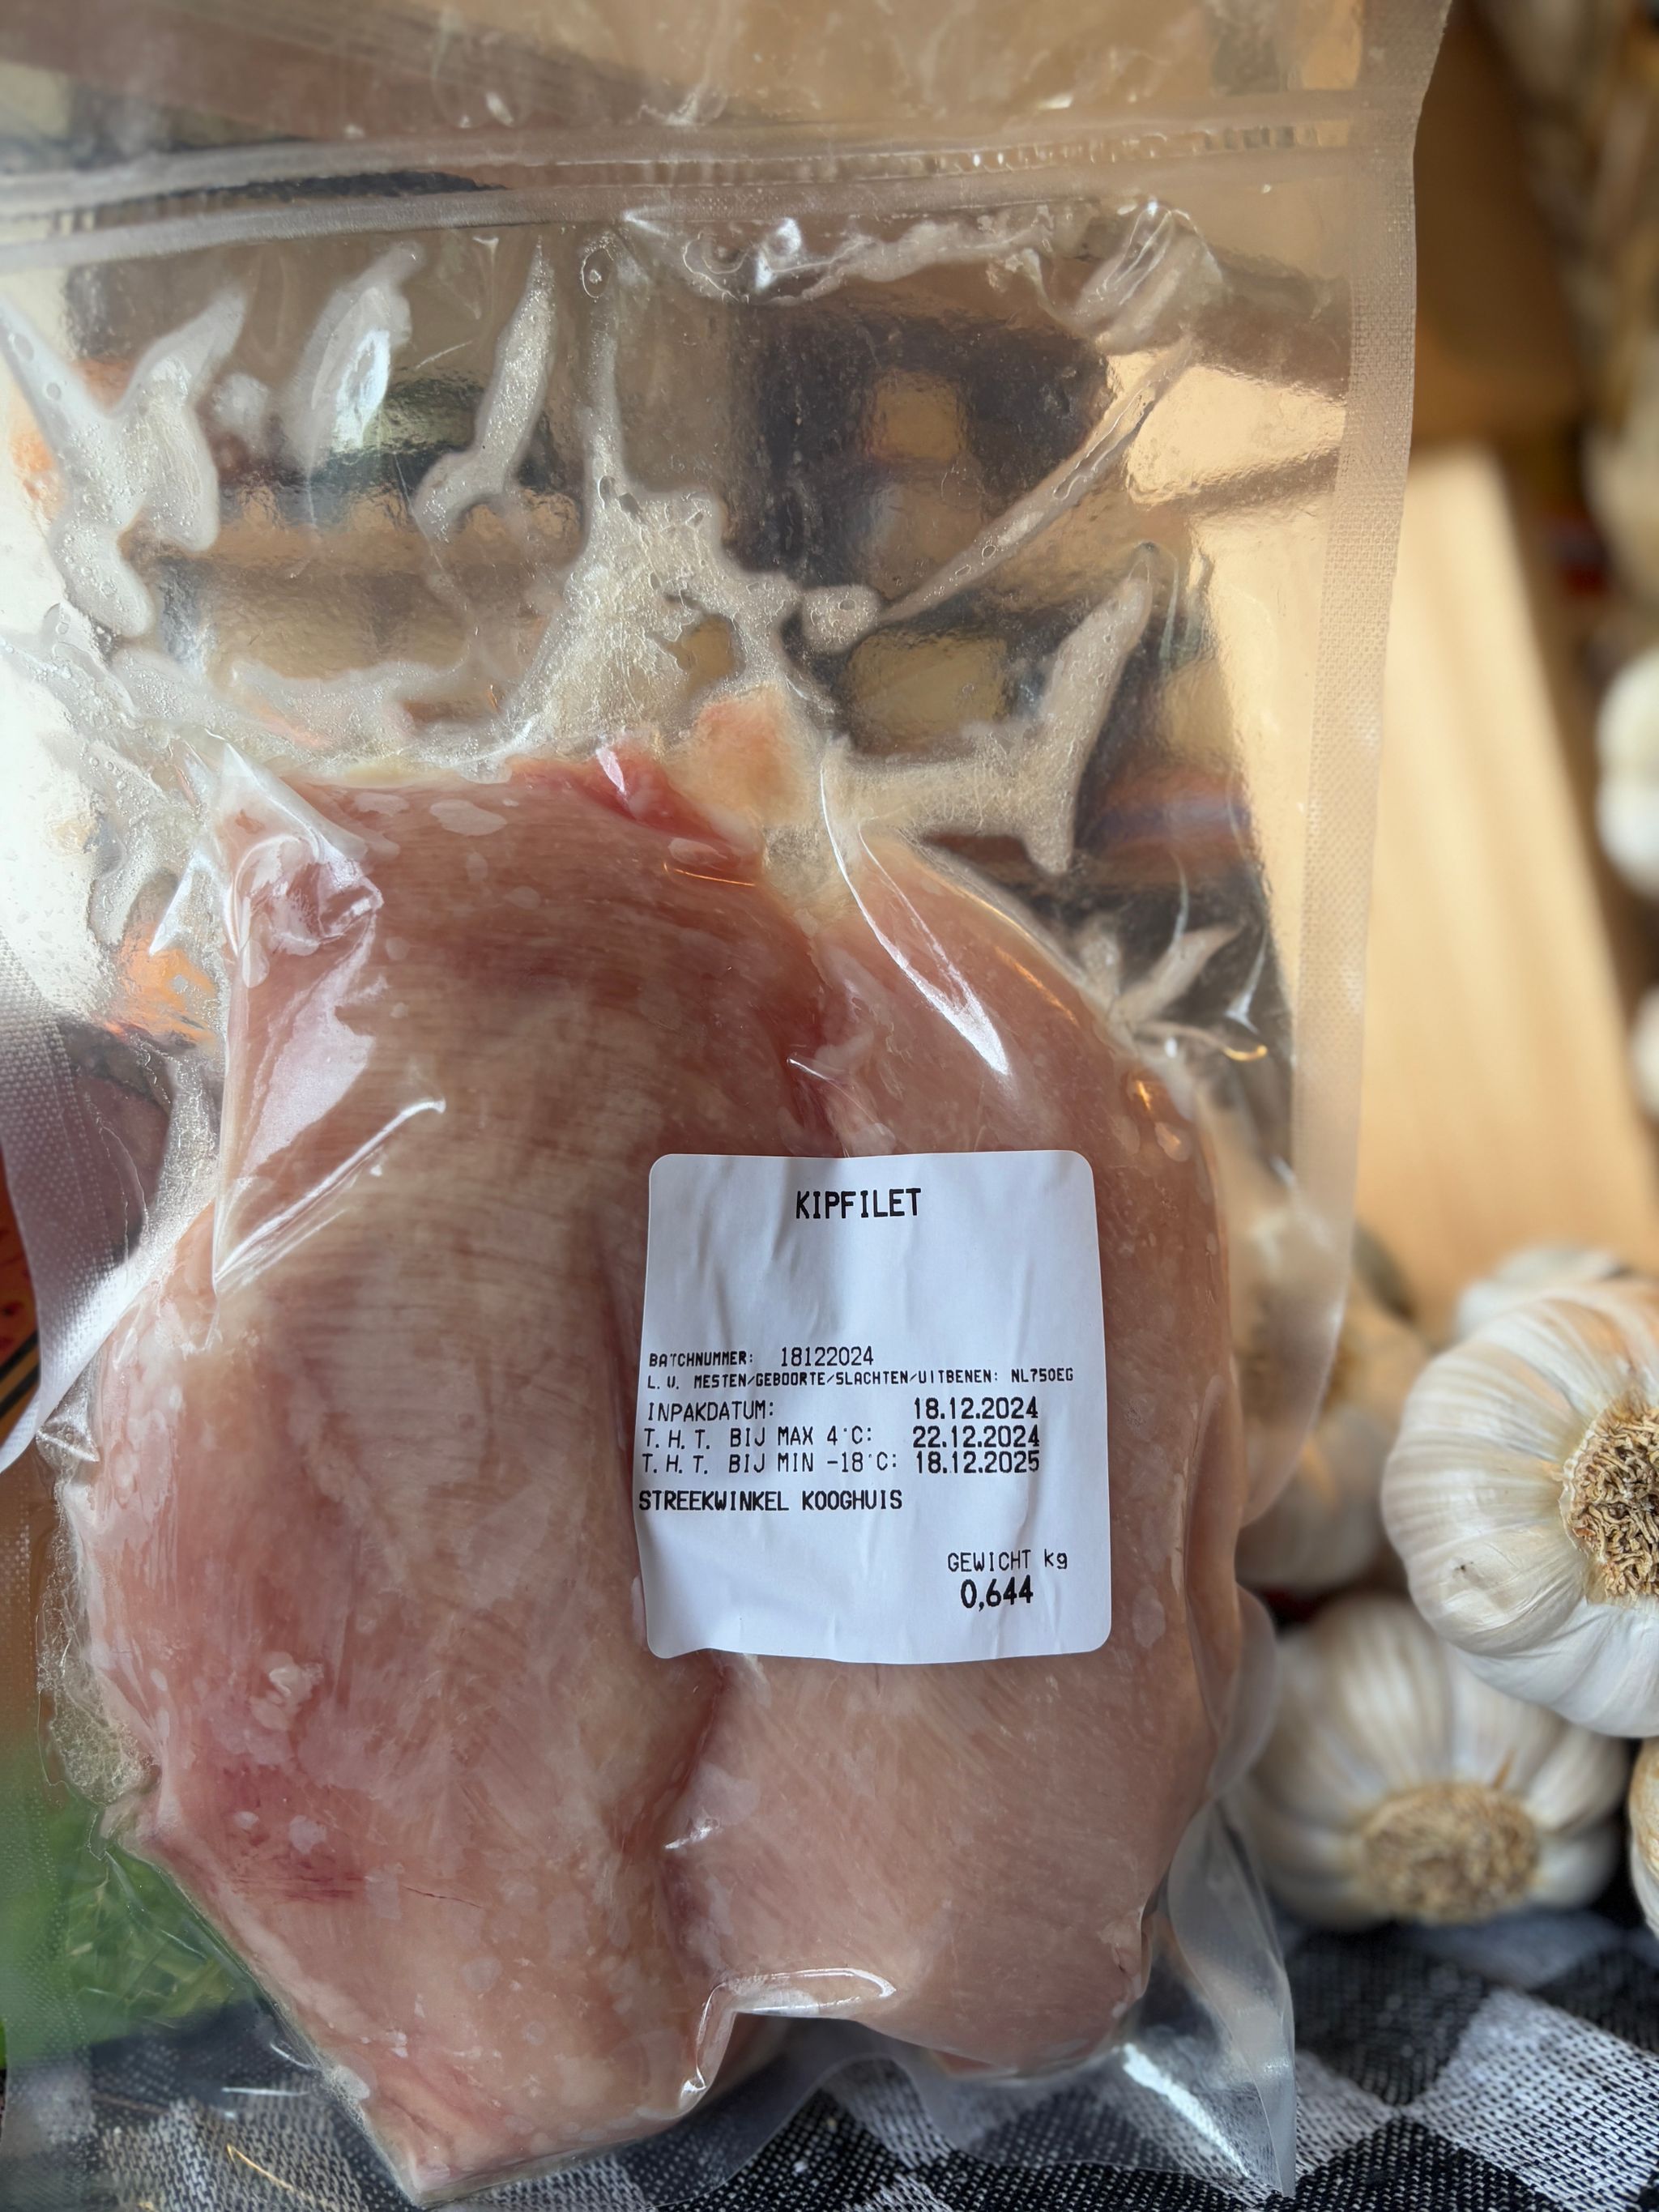 KIPFILET
BATCHNUMMER: 18122024
L. V. MESTEN/GEBOORTE/SLACHTEN/UITBENEN: NL750EG
INPAKDATUM: 18.12.2024
T.H.T. BIJ MAX 4°C: 22.12.2024
T.H.T. BIJ MIN -18°C: 18.12.2025
STREEKWINKEL KOOGHUIS
GEWICHT kg
0,644